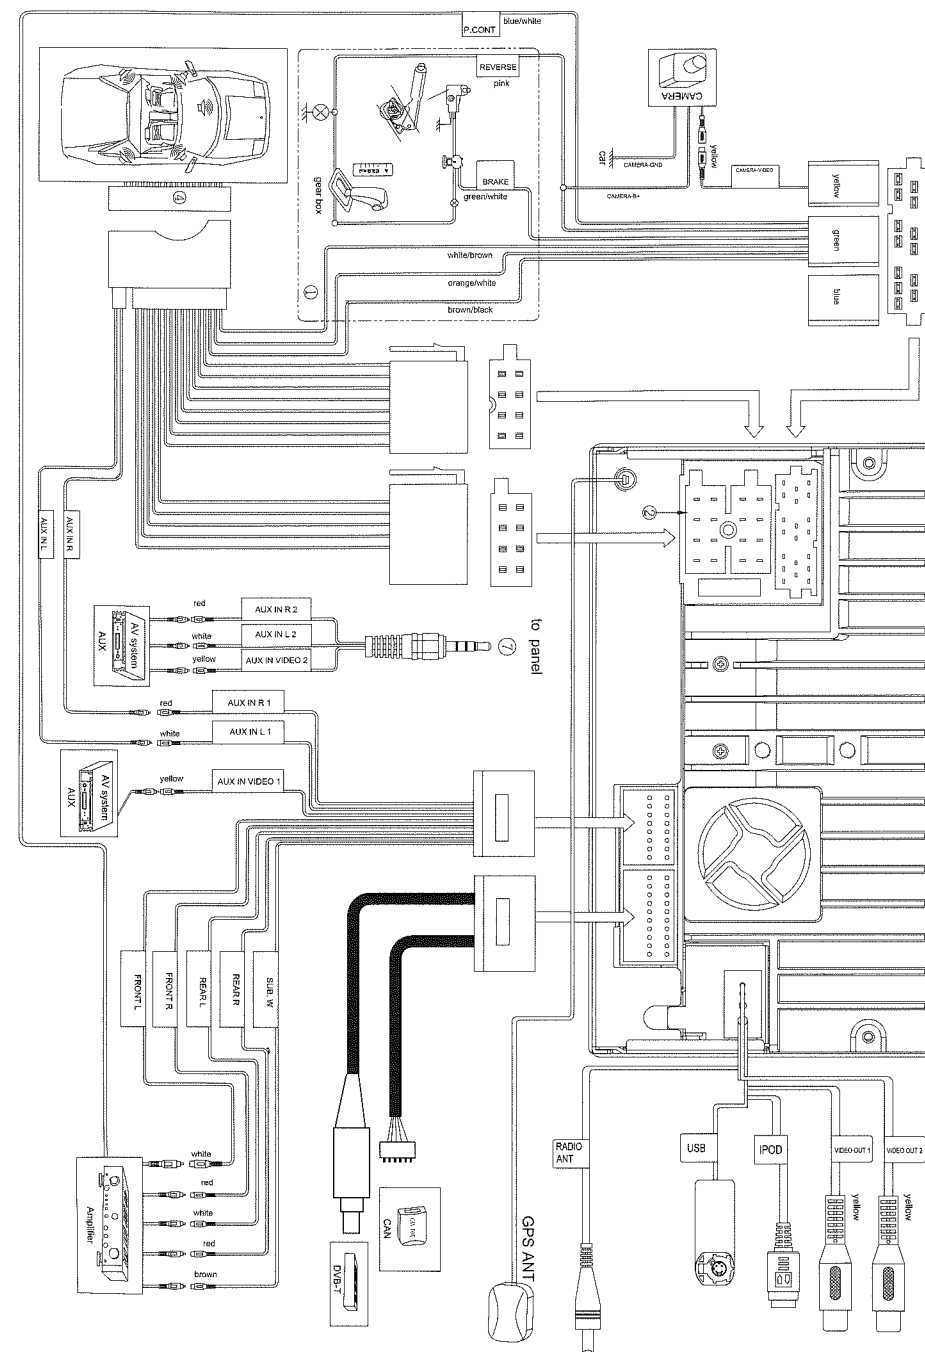 P.CONT
blue/white
REVERSE
pink
BRAKE
green/white
gear box
CAMERA
car
CAMERA-GND
CAMERA-B+
CAMERA-VIDEO
yellow
yellow
green
blue
white/brown
orange/white
brown/black
1
4
2
AUX IN L
AUX IN R
red
AUX IN R 2
white
AUX IN L 2
yellow
AUX IN VIDEO 2
AV system
AUX
7
to panel
red
AUX IN R 1
white
AUX IN L 1
yellow
AUX IN VIDEO 1
AV system
AUX
FRONT L
FRONT R
REAR L
REAR R
SUB. W
white
red
white
red
brown
Amplifier
DVB-T
CAN
GPS ANT
RADIO
ANT
USB
IPOD
VIDEO OUT 1
VIDEO OUT 2
yellow
yellow